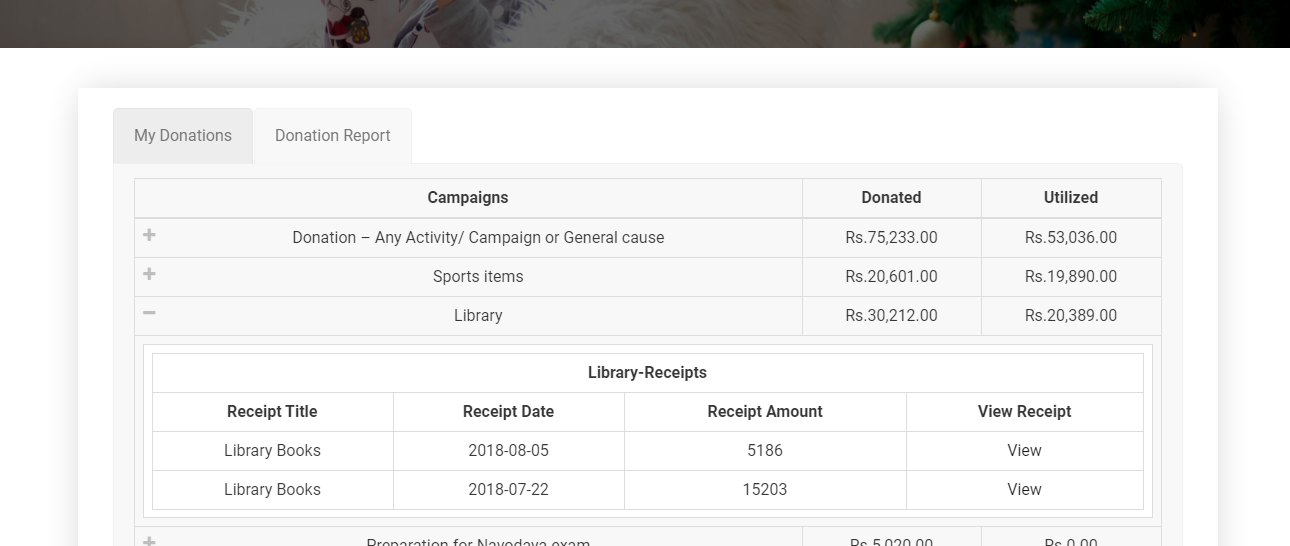 My Donations Donation Report
Campaigns Donated Utilized
Donation – Any Activity/ Campaign or General cause Rs.75,233.00 Rs.53,036.00
Sports items Rs.20,601.00 Rs.19,890.00
Library Rs.30,212.00 Rs.20,389.00
Library-Receipts
Receipt Title Receipt Date Receipt Amount View Receipt
Library Books 2018-08-05 5186 View
Library Books 2018-07-22 15203 View
Preparation for Navodaya exam Rs.5,020.00 Rs.0.00